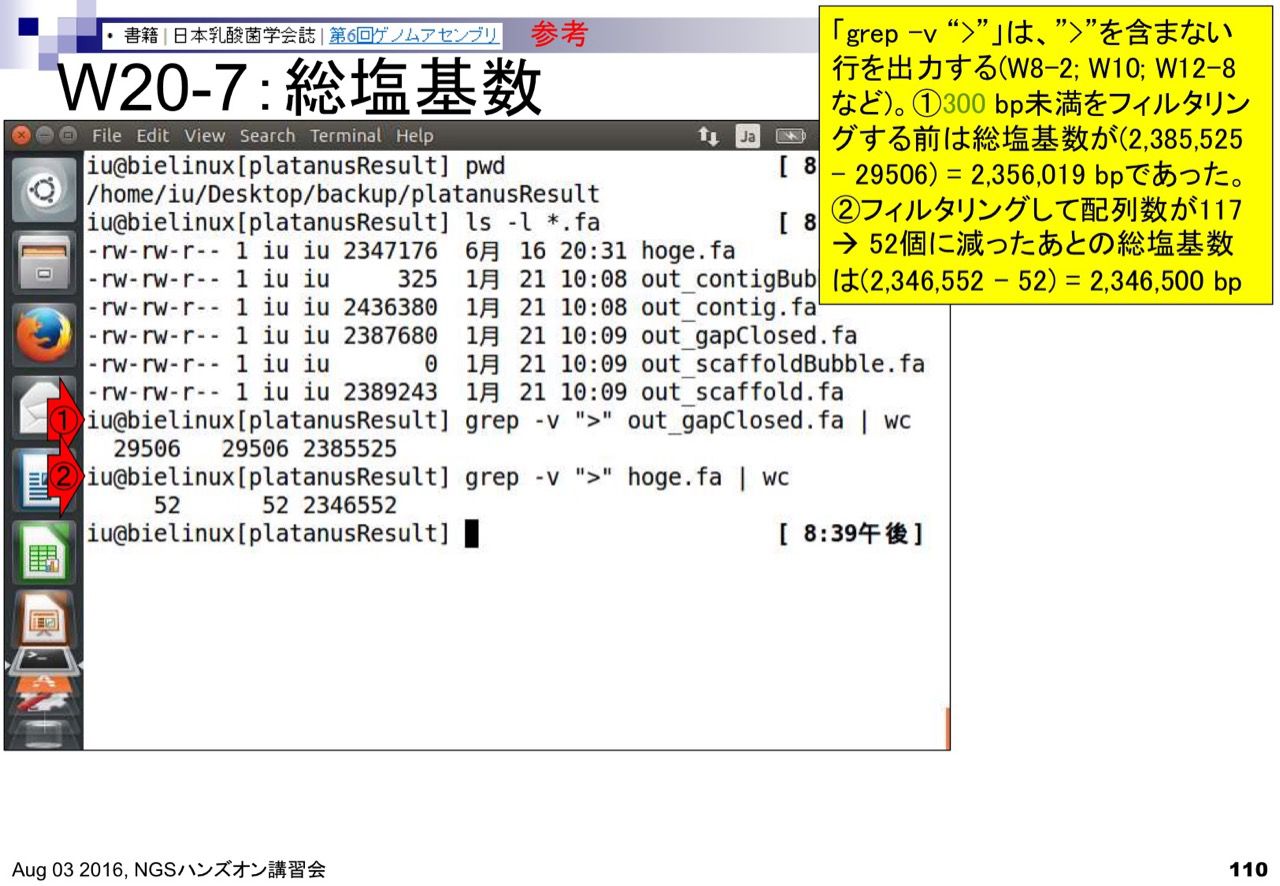 • 書籍 | 日本乳酸菌学会誌 | 第6回ゲノムアセンブリ 参考
W20-7：総塩基数
「grep –v “>”」は、”>”を含まない
行を出力する(W8-2; W10; W12-8
など)。①300 bp未満をフィルタリン
グする前は総塩基数が(2,385,525
– 29506) = 2,356,019 bpであった。
②フィルタリングして配列数が117
→ 52個に減ったあとの総塩基数
は(2,346,552 – 52) = 2,346,500 bp
File Edit View Search Terminal Help Ja
iu@bielinux[platanusResult] pwd [ 8
/home/iu/Desktop/backup/platanusResult
iu@bielinux[platanusResult] ls -l *.fa [ 8
-rw-rw-r-- 1 iu iu 2347176 6月 16 20:31 hoge.fa
-rw-rw-r-- 1 iu iu 325 1月 21 10:08 out_contigBub
-rw-rw-r-- 1 iu iu 2436380 1月 21 10:08 out_contig.fa
-rw-rw-r-- 1 iu iu 2387680 1月 21 10:09 out_gapClosed.fa
-rw-rw-r-- 1 iu iu 0 1月 21 10:09 out_scaffoldBubble.fa
-rw-rw-r-- 1 iu iu 2389243 1月 21 10:09 out_scaffold.fa
① iu@bielinux[platanusResult] grep -v ">" out_gapClosed.fa | wc
29506 29506 2385525
② iu@bielinux[platanusResult] grep -v ">" hoge.fa | wc
52 52 2346552
iu@bielinux[platanusResult] [ 8:39午後]
Aug 03 2016, NGSハンズオン講習会
110